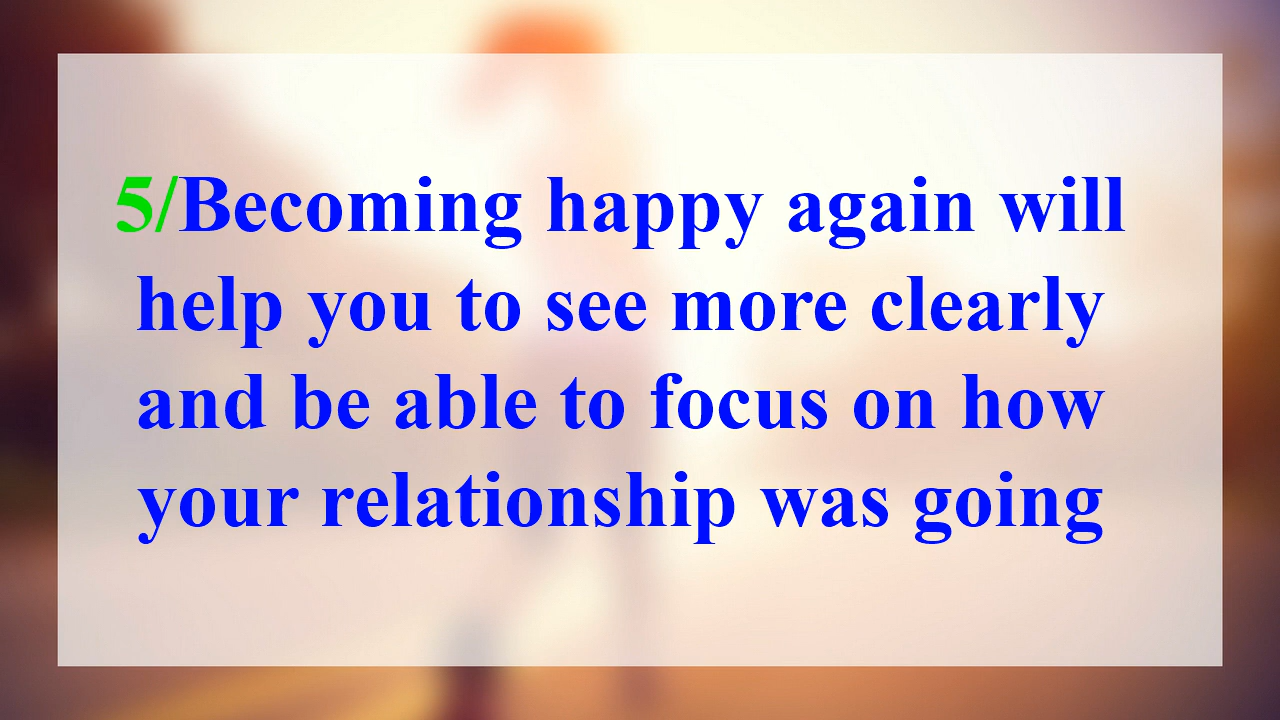 5/Becoming happy again will
help you to see more clearly
and be able to focus on how
your relationship was going